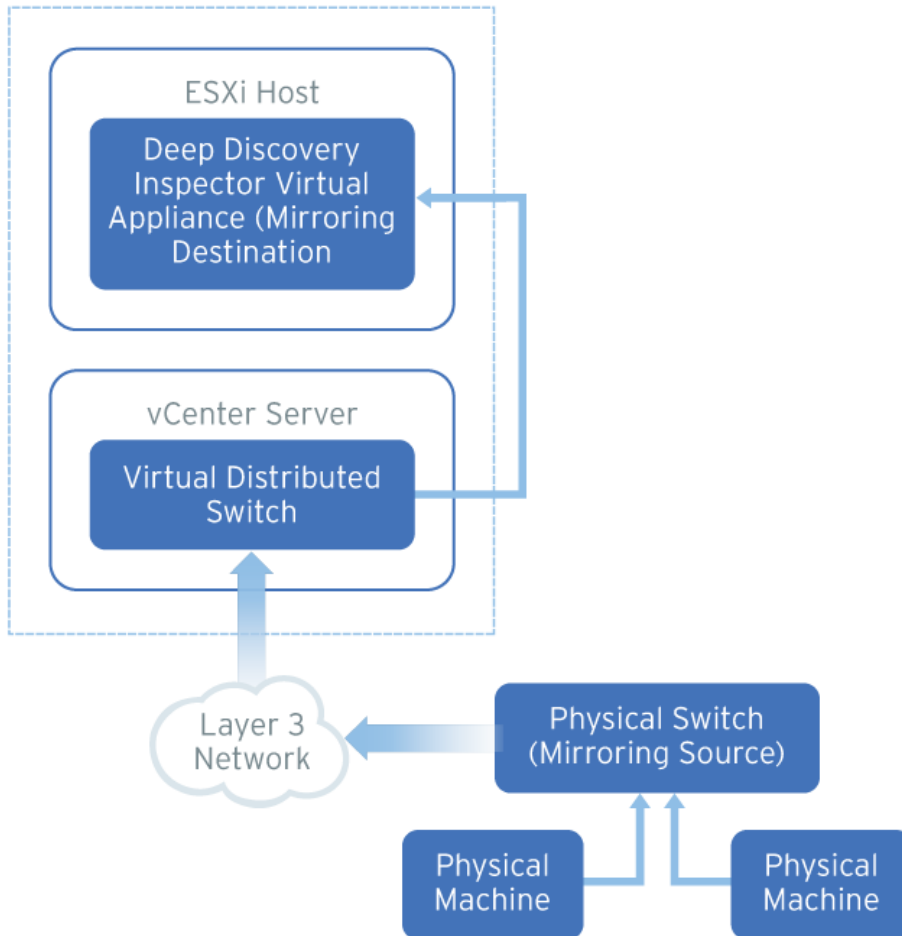 ESXi Host
Deep Discovery
Inspector Virtual
Appliance (Mirroring
Destination
vCenter Server
Virtual Distributed
Switch
Layer 3
Network
Physical Switch
(Mirroring Source)
Physical
Machine
Physical
Machine